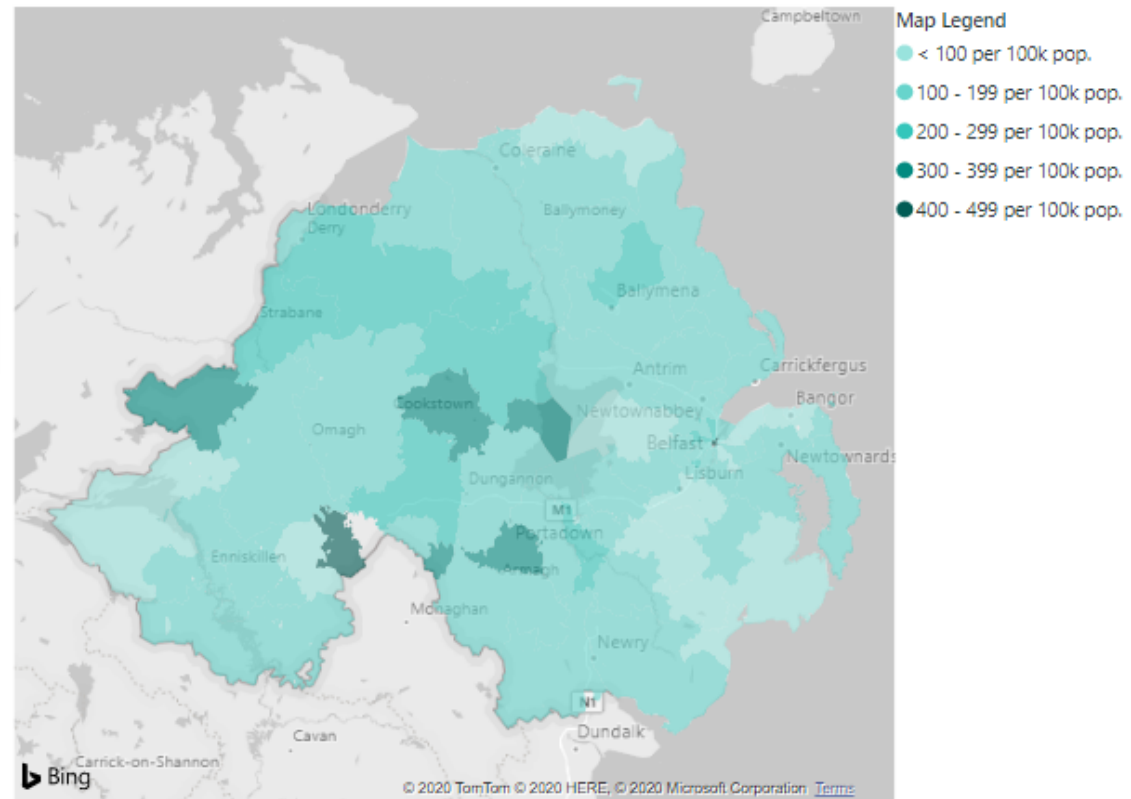 Campbeltown
Map Legend
< 100 per 100k pop.
100 - 199 per 100k pop.
200 - 299 per 100k pop.
300 - 399 per 100k pop.
400 - 499 per 100k pop.
Coleraine
Londonderry
Derry
Ballymoney
Ballymena
Strabane
Carrickfergus
Antrim
Bangor
Cookstown
Newtownabbey
Omagh
Belfast
Newtownards
Lisburn
Dungannon
M1
Portadown
Enniskillen
Armagh
Monaghan
Newry
N1
Dundalk
Cavan
Carrick-on-Shannon
Bing
© 2020 TomTom © 2020 HERE, © 2020 Microsoft Corporation Terms